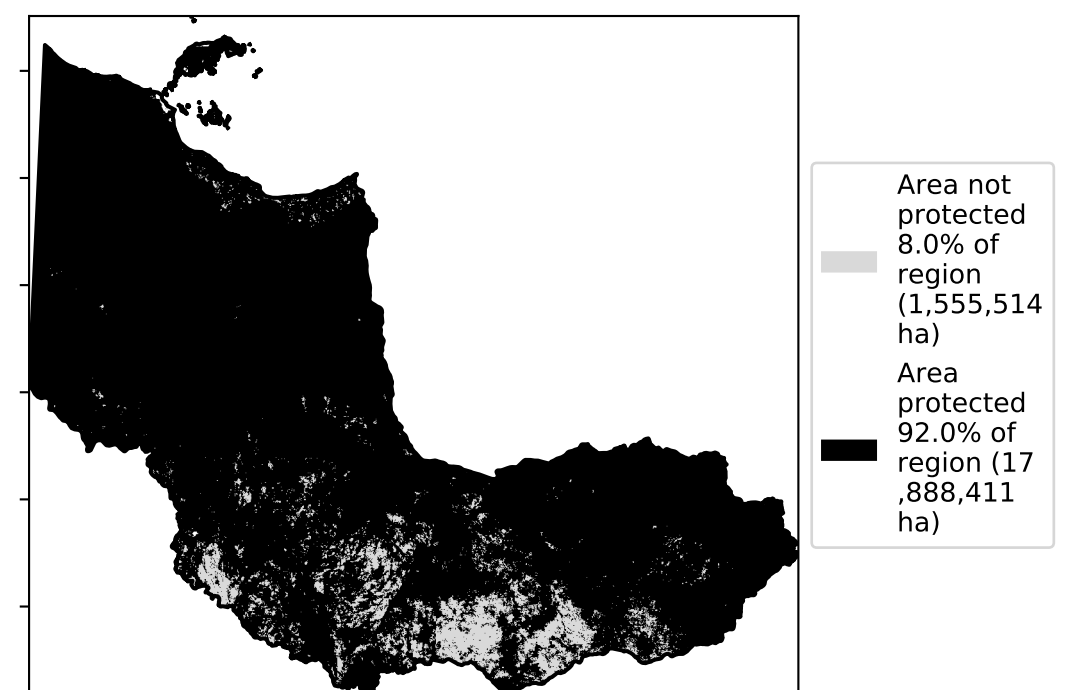 Area not
protected
8.0% of
region
(1,555,514
ha)
Area
protected
92.0% of
region (17
,888,411
ha)